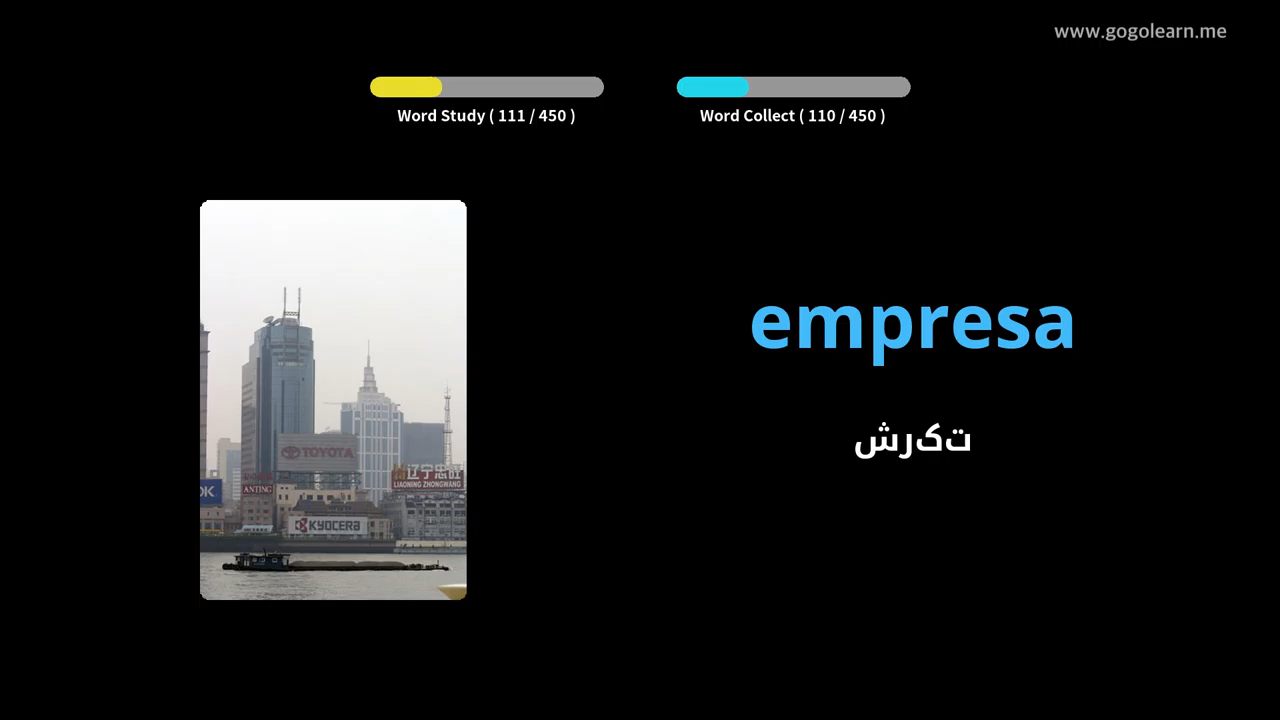 www.gogolearn.me
Word Study ( 111 / 450 )
Word Collect ( 110 / 450 )
empresa
تکرش
TOYOTA
辽宁忠旺
LIAONING ZHONGWANG
ANTING
KYOCERA